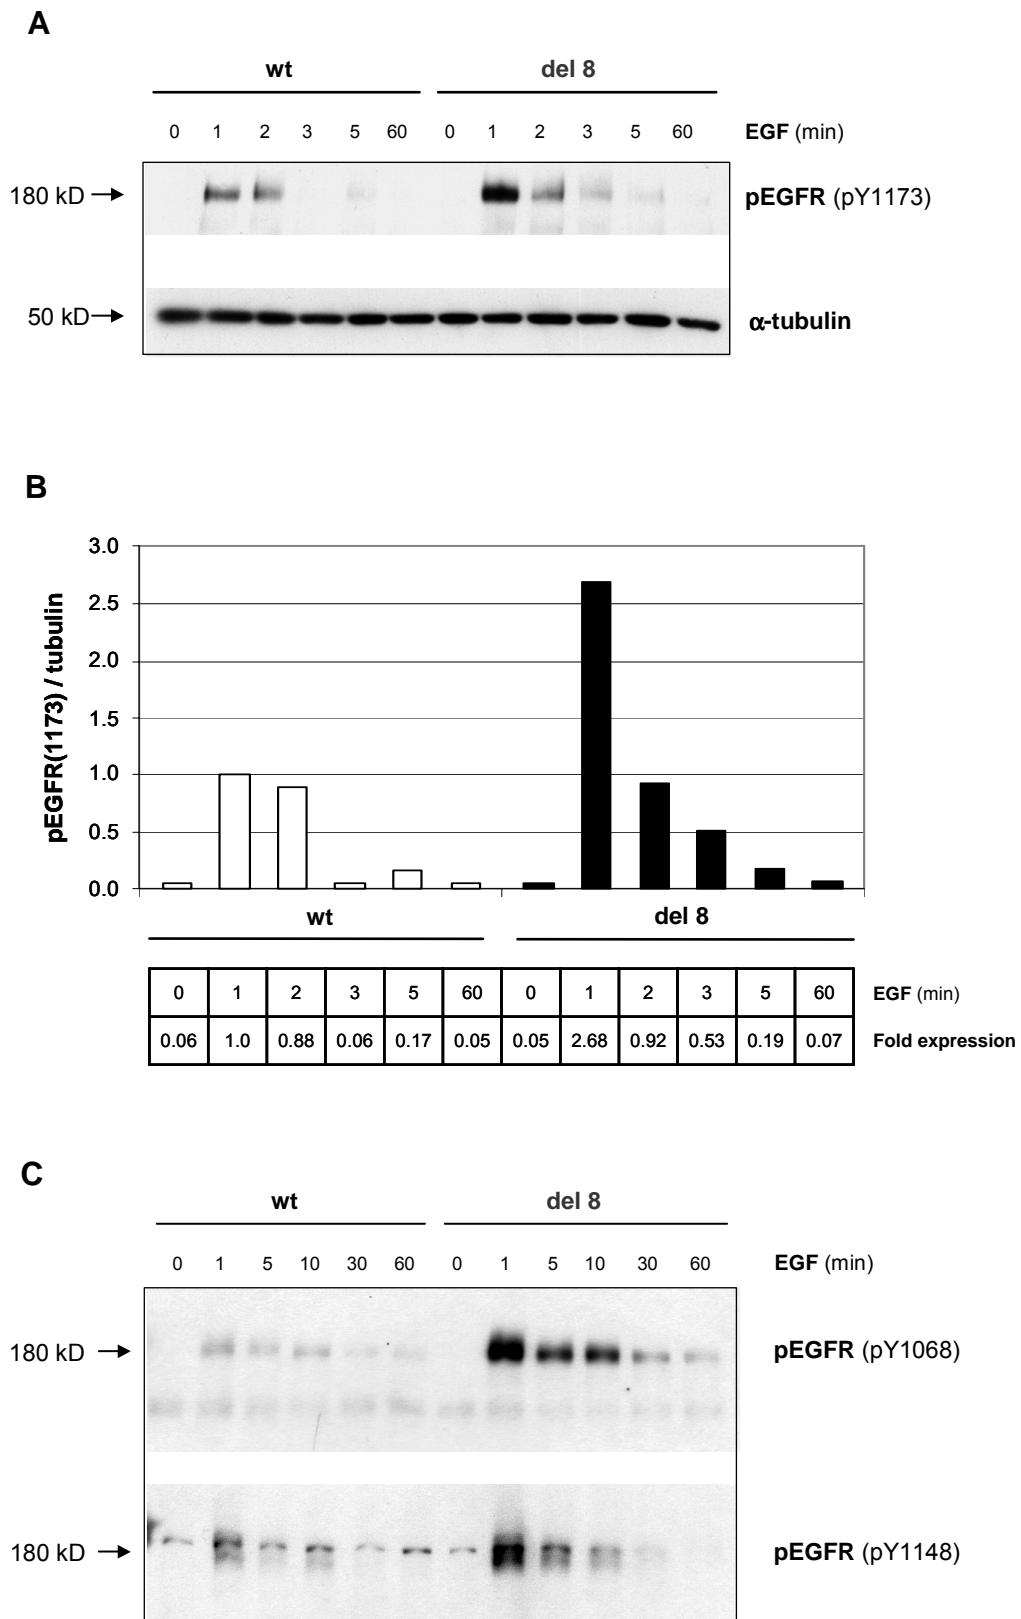 A
wt del 8
0 1 2 3 5 60 0 1 2 3 5 60 EGF (min)
180 kD pEGFR (pY1173)
50 kD α-tubulin
B
3.0
2.5
2.0
1.5
1.0
0.5
0.0
pEGFR(1173) / tubulin
wt del 8
0 1 2 3 5 60 0 1 2 3 5 60 EGF (min)
0.06 1.0 0.88 0.06 0.17 0.05 0.05 2.68 0.92 0.53 0.19 0.07 Fold expression
C
wt del 8
0 1 5 10 30 60 0 1 5 10 30 60 EGF (min)
180 kD pEGFR (pY1068)
180 kD pEGFR (pY1148)